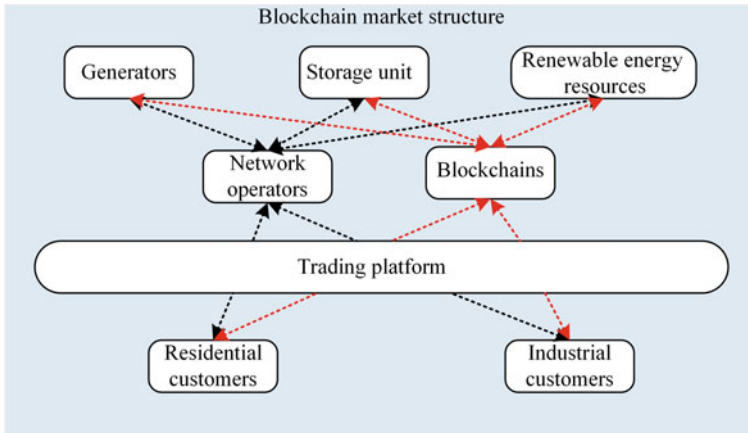 Blockchain market structure
Generators
Storage unit
Renewable energy
resources
Network
operators
Blockchains
Trading platform
Residential
customers
Industrial
customers